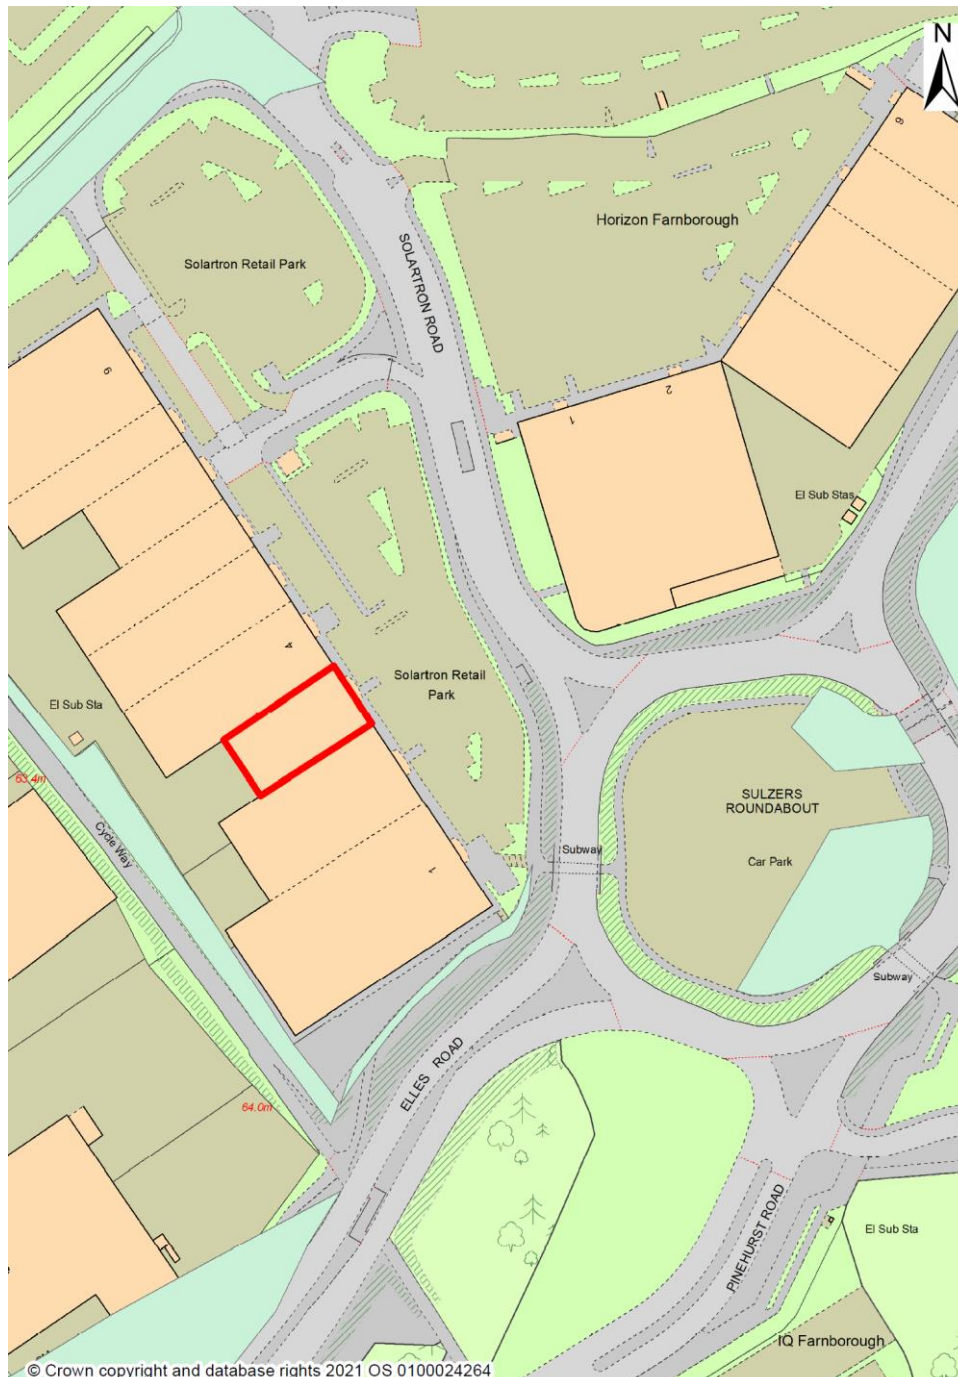 N
Horizon Farnborough
9
Solartron Retail Park
SOLARTRON ROAD
6
2
1
El Sub Stas
4
Solartron Retail
Park
El Sub Sta
63.4m
SULZERS
ROUNDABOUT
Cycle Way
Subway
Car Park
1
Subway
ELLES ROAD
64.0m
PINEHURST ROAD
El Sub Sta
IQ Farnborough
© Crown copyright and database rights 2021 OS 0100024264